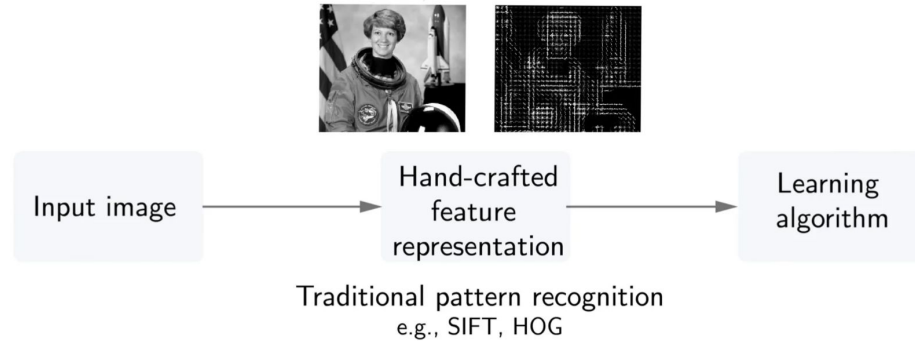 Input image
Hand-crafted
feature
representation
Learning
algorithm
Traditional pattern recognition
e.g., SIFT, HOG